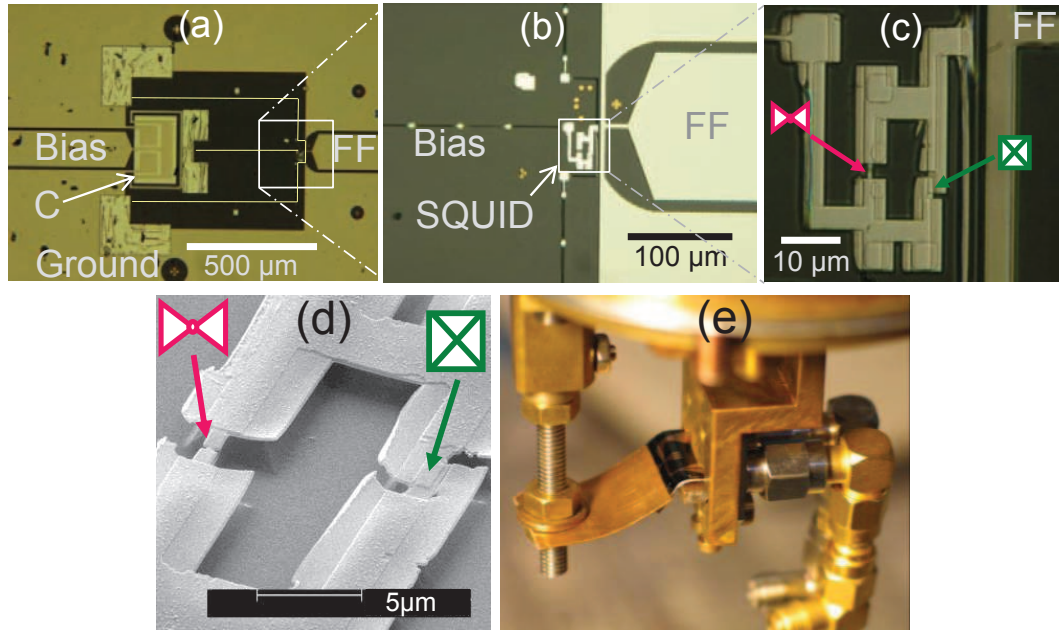 (a)
Bias
FF
C
Ground
500 µm
(b)
Bias
FF
SQUID
100 µm
(c)
FF
10 µm
(d)
5µm
(e)